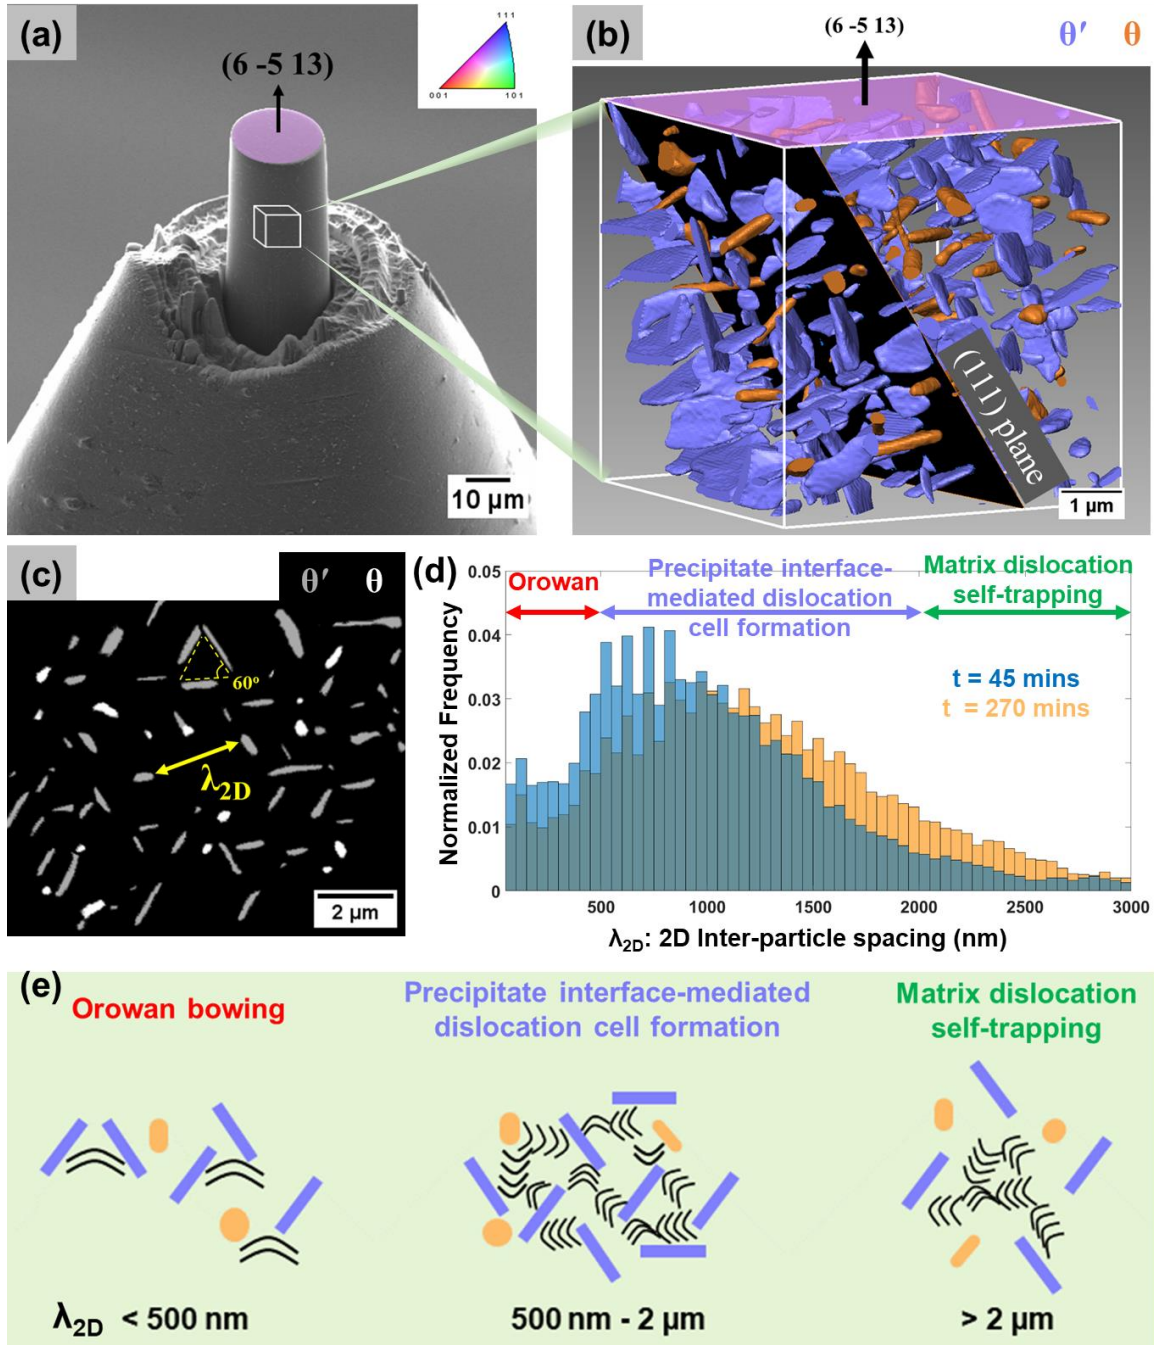 (a)
(6 -5 13)
111
001
101
10 µm
(b)
(6 -5 13)
θ′ θ
(111) plane
1 µm
(c)
θ′ θ
60°
λ2D
2 µm
(d)
Orowan
Precipitate interface-
mediated dislocation
cell formation
Matrix dislocation
self-trapping
t = 45 mins
t = 270 mins
Normalized Frequency
0.05
0.04
0.03
0.02
0.01
0
500
1000
1500
2000
2500
3000
λ2D: 2D Inter-particle spacing (nm)
(e)
Orowan bowing
Precipitate interface-mediated
dislocation cell formation
Matrix dislocation
self-trapping
λ2D < 500 nm
500 nm - 2 µm
> 2 µm